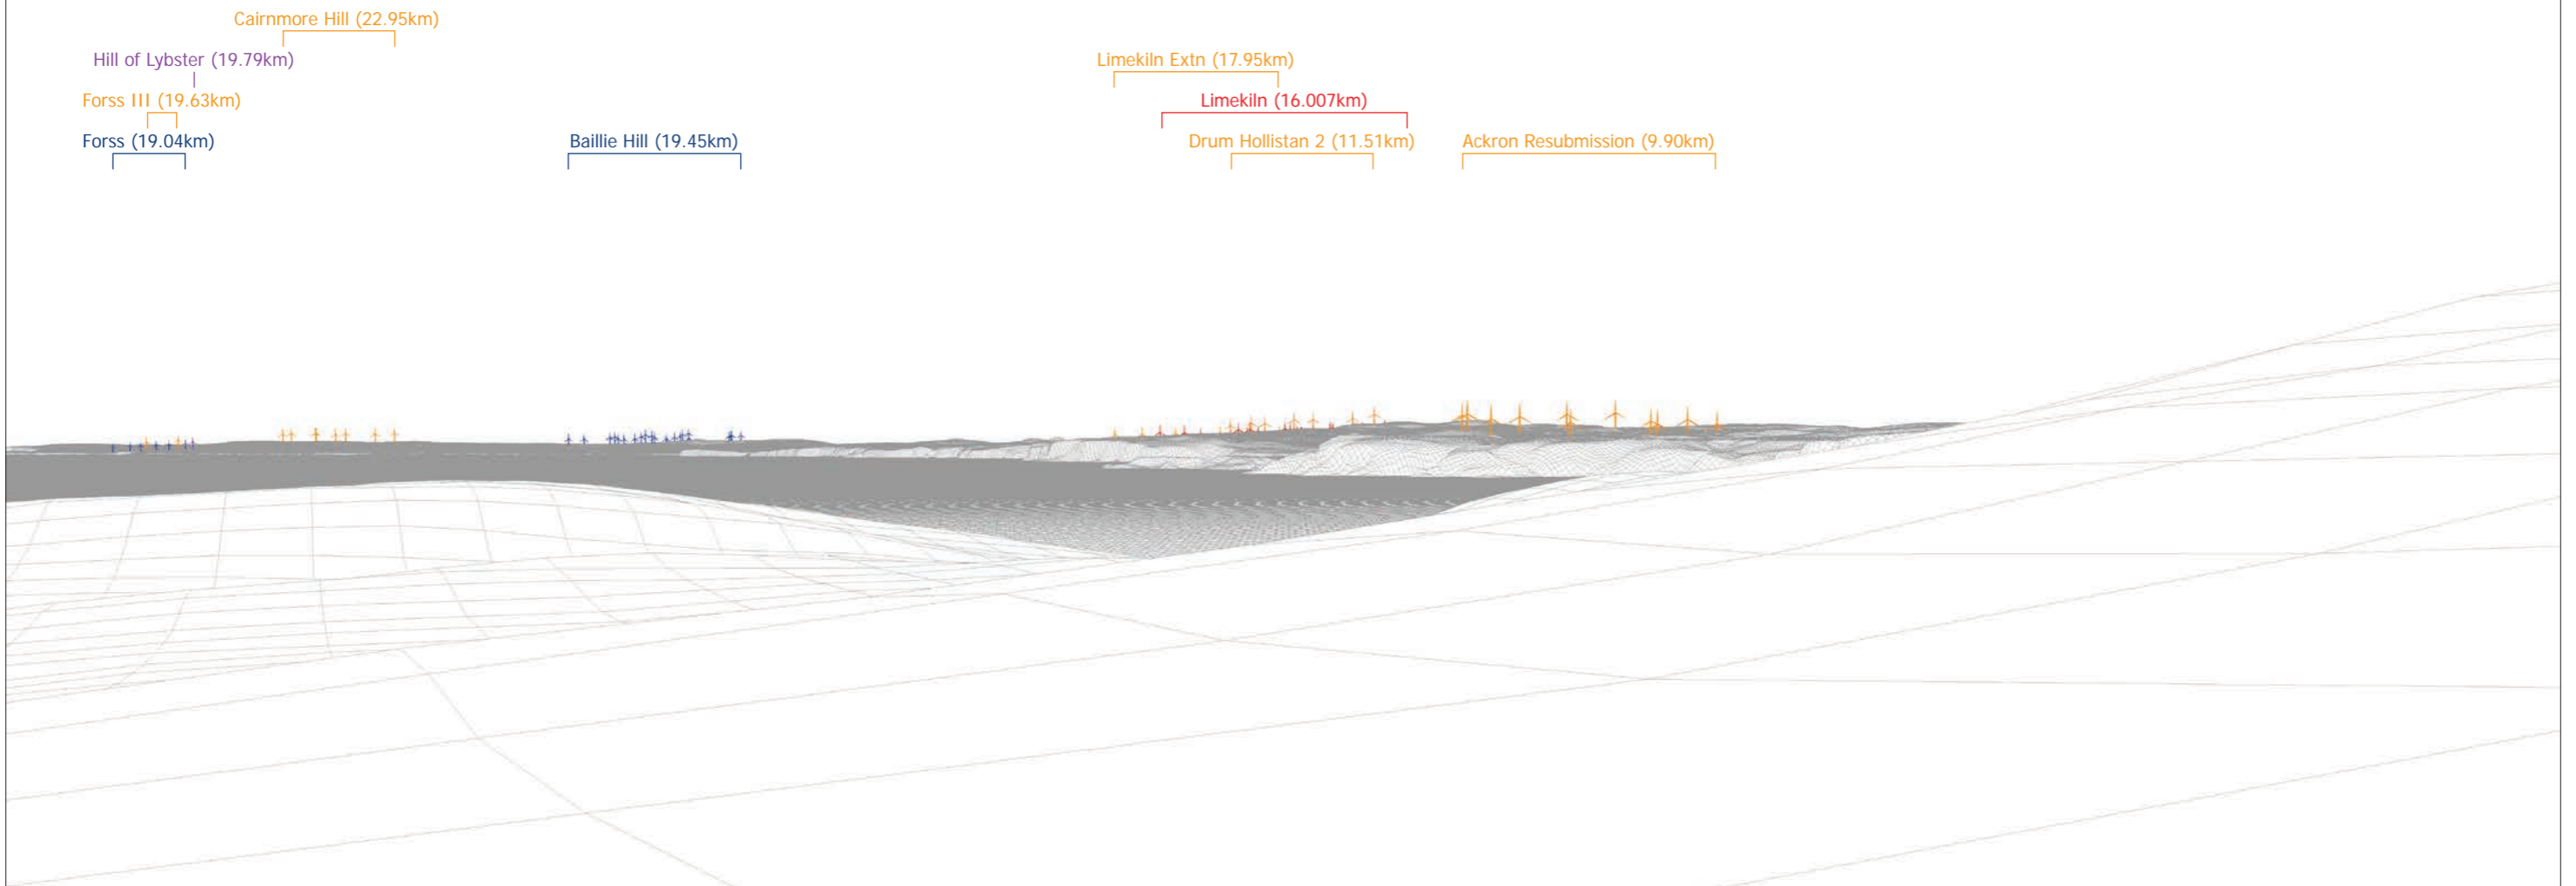 Cairnmore Hill (22.95km)
Hill of Lybster (19.79km)
Limekiln Extn (17.95km)
Forss III (19.63km)
Limekiln (16.007km)
Forss (19.04km)
Baillie Hill (19.45km)
Drum Hollistan 2 (11.51km)
Ackron Resubmission (9.90km)